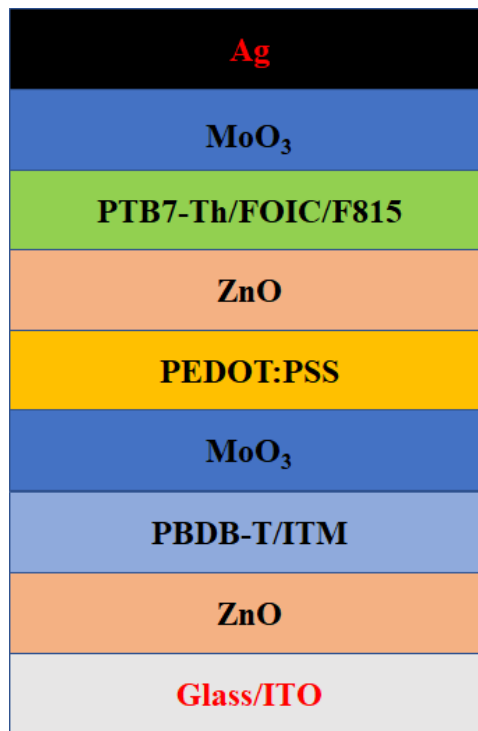 Ag
MoO₃
PTB7-Th/FOIC/F815
ZnO
PEDOT:PSS
MoO₃
PBDB-T/ITM
ZnO
Glass/ITO